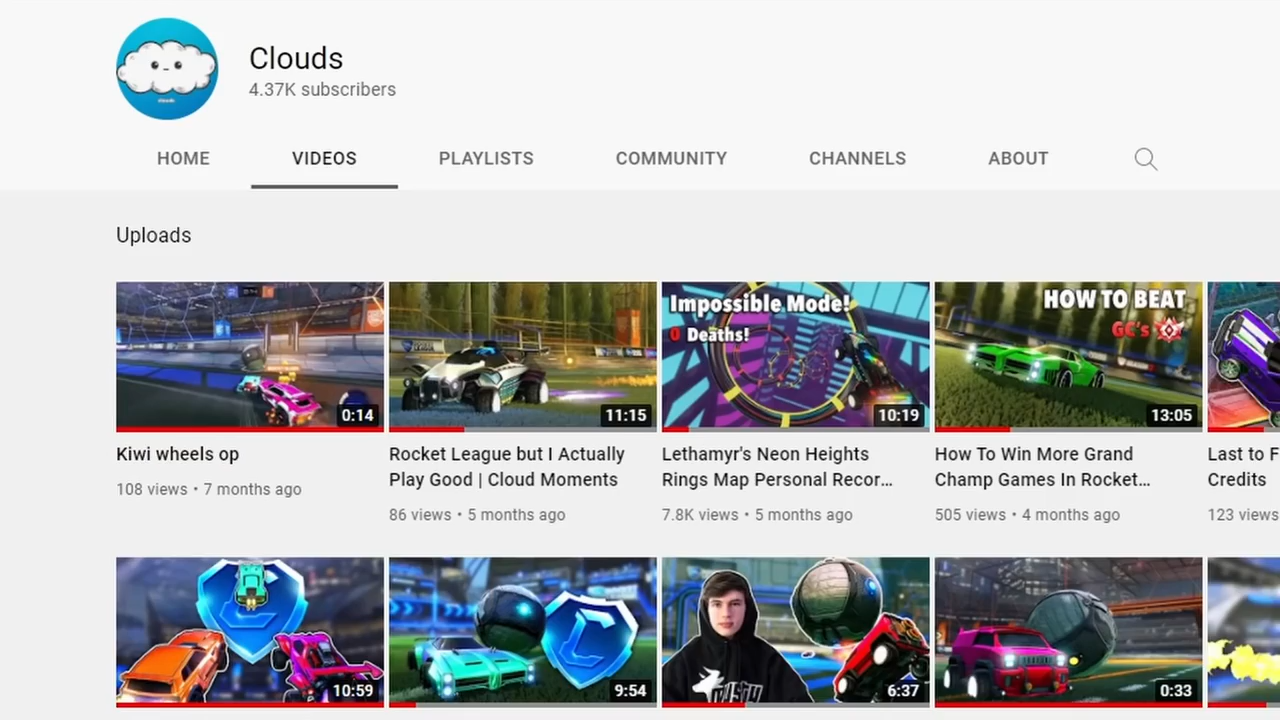 Clouds
4.37K subscribers
HOME VIDEOS PLAYLISTS COMMUNITY CHANNELS ABOUT
Uploads
0:14
11:15
Impossible Mode!
0 Deaths!
10:19
HOW TO BEAT
GC's
13:05
Kiwi wheels op
108 views • 7 months ago
Rocket League but I Actually
Play Good | Cloud Moments
86 views • 5 months ago
Lethamyr's Neon Heights
Rings Map Personal Recor...
7.8K views • 5 months ago
How To Win More Grand
Champ Games In Rocket...
505 views • 4 months ago
Last to F
Credits
123 views
10:59
9:54
6:37
0:33